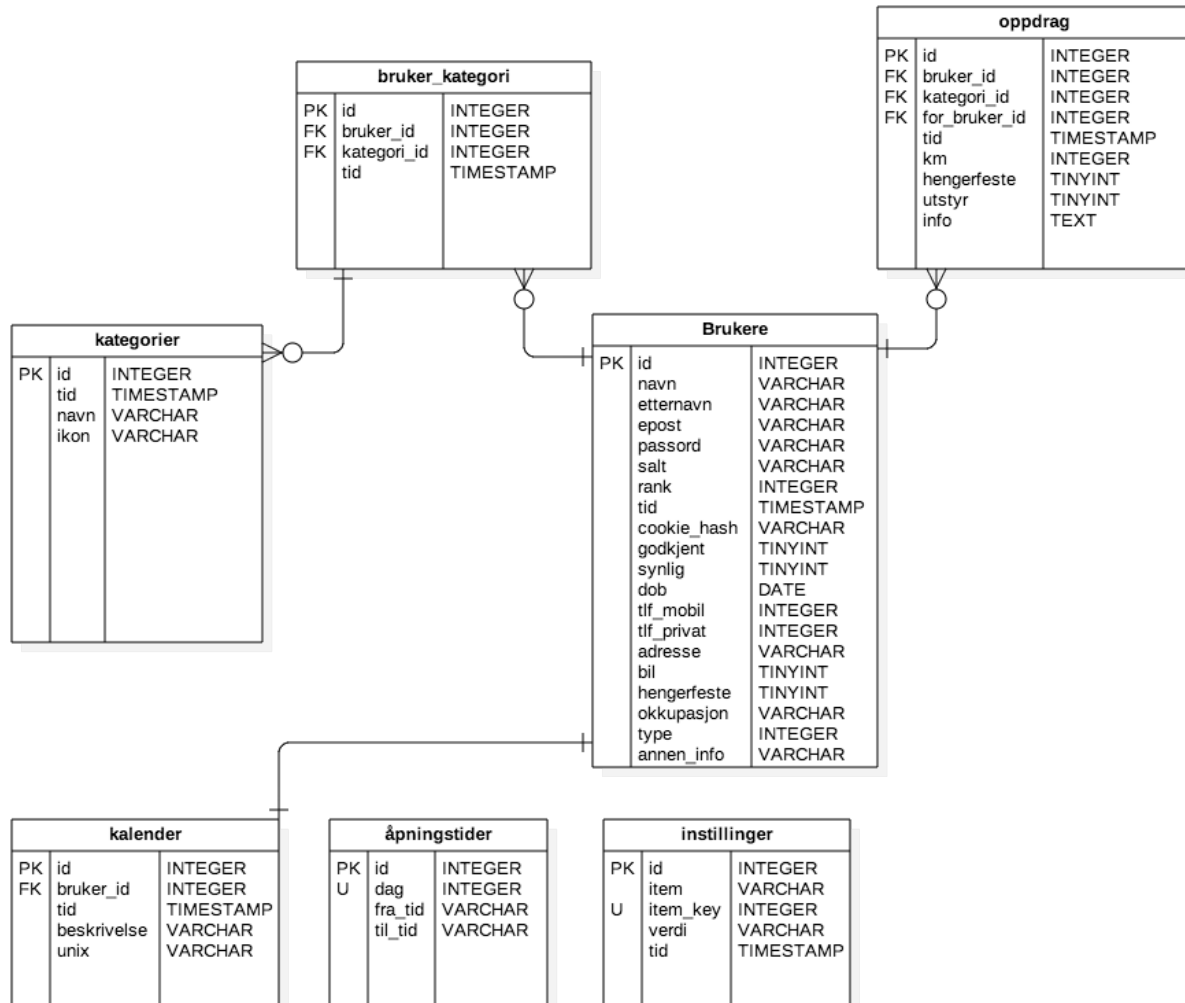 oppdrag
PK id INTEGER
FK bruker_id INTEGER
FK kategori_id INTEGER
FK for_bruker_id INTEGER
tid TIMESTAMP
km INTEGER
hengerfeste TINYINT
utstyr TINYINT
info TEXT
bruker_kategori
PK id INTEGER
FK bruker_id INTEGER
FK kategori_id INTEGER
tid TIMESTAMP
kategorier
PK id INTEGER
tid TIMESTAMP
navn VARCHAR
ikon VARCHAR
Brukere
PK id INTEGER
navn VARCHAR
etternavn VARCHAR
epost VARCHAR
passord VARCHAR
salt VARCHAR
rank INTEGER
tid TIMESTAMP
cookie_hash VARCHAR
godkjent TINYINT
synlig TINYINT
dob DATE
tlf_mobil INTEGER
tlf_privat INTEGER
adresse VARCHAR
bil TINYINT
hengerfeste TINYINT
okkupasjon VARCHAR
type INTEGER
annen_info VARCHAR
kalender
PK id INTEGER
FK bruker_id INTEGER
tid TIMESTAMP
beskrivelse VARCHAR
unix VARCHAR
åpningstider
PK id INTEGER
U dag INTEGER
fra_tid VARCHAR
til_tid VARCHAR
instillinger
PK id INTEGER
item VARCHAR
U item_key INTEGER
verdi VARCHAR
tid TIMESTAMP